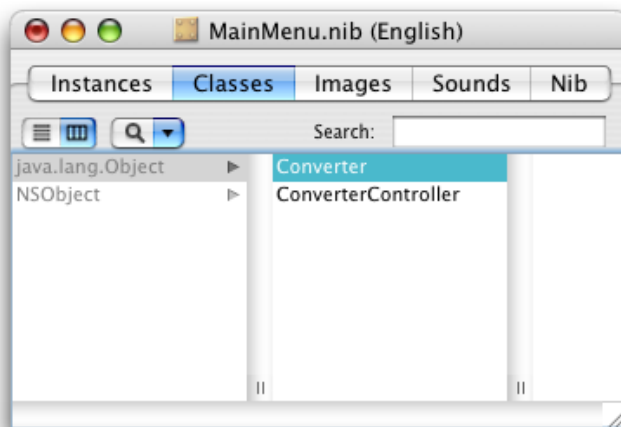 MainMenu.nib (English)
Instances Classes Images Sounds Nib
Search:
java.lang.Object Converter
NSObject ConverterController